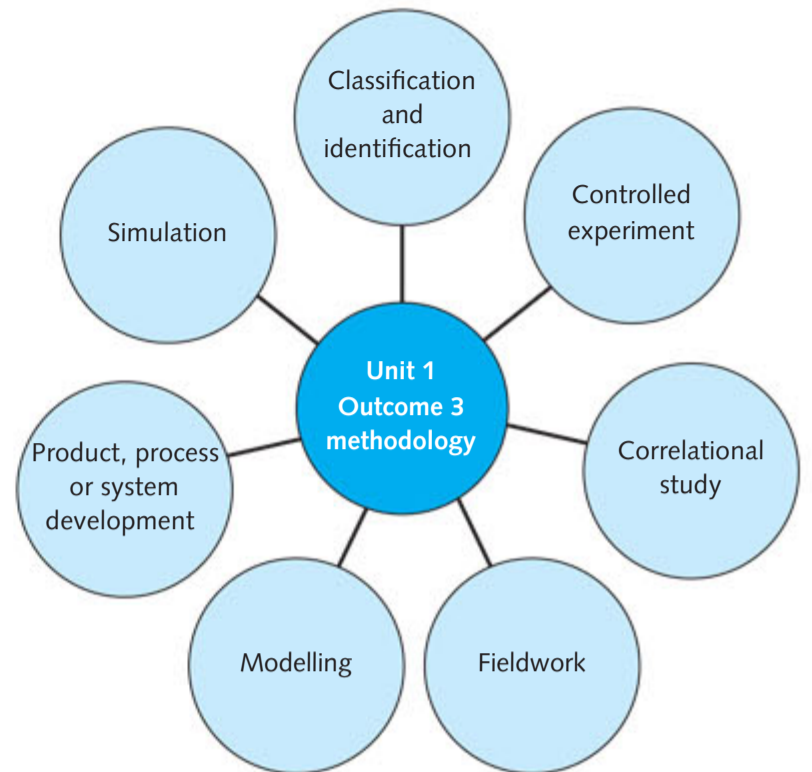 Classification
and
identification
Controlled
experiment
Simulation
Unit 1
Outcome 3
methodology
Correlational
study
Product, process
or system
development
Modelling
Fieldwork